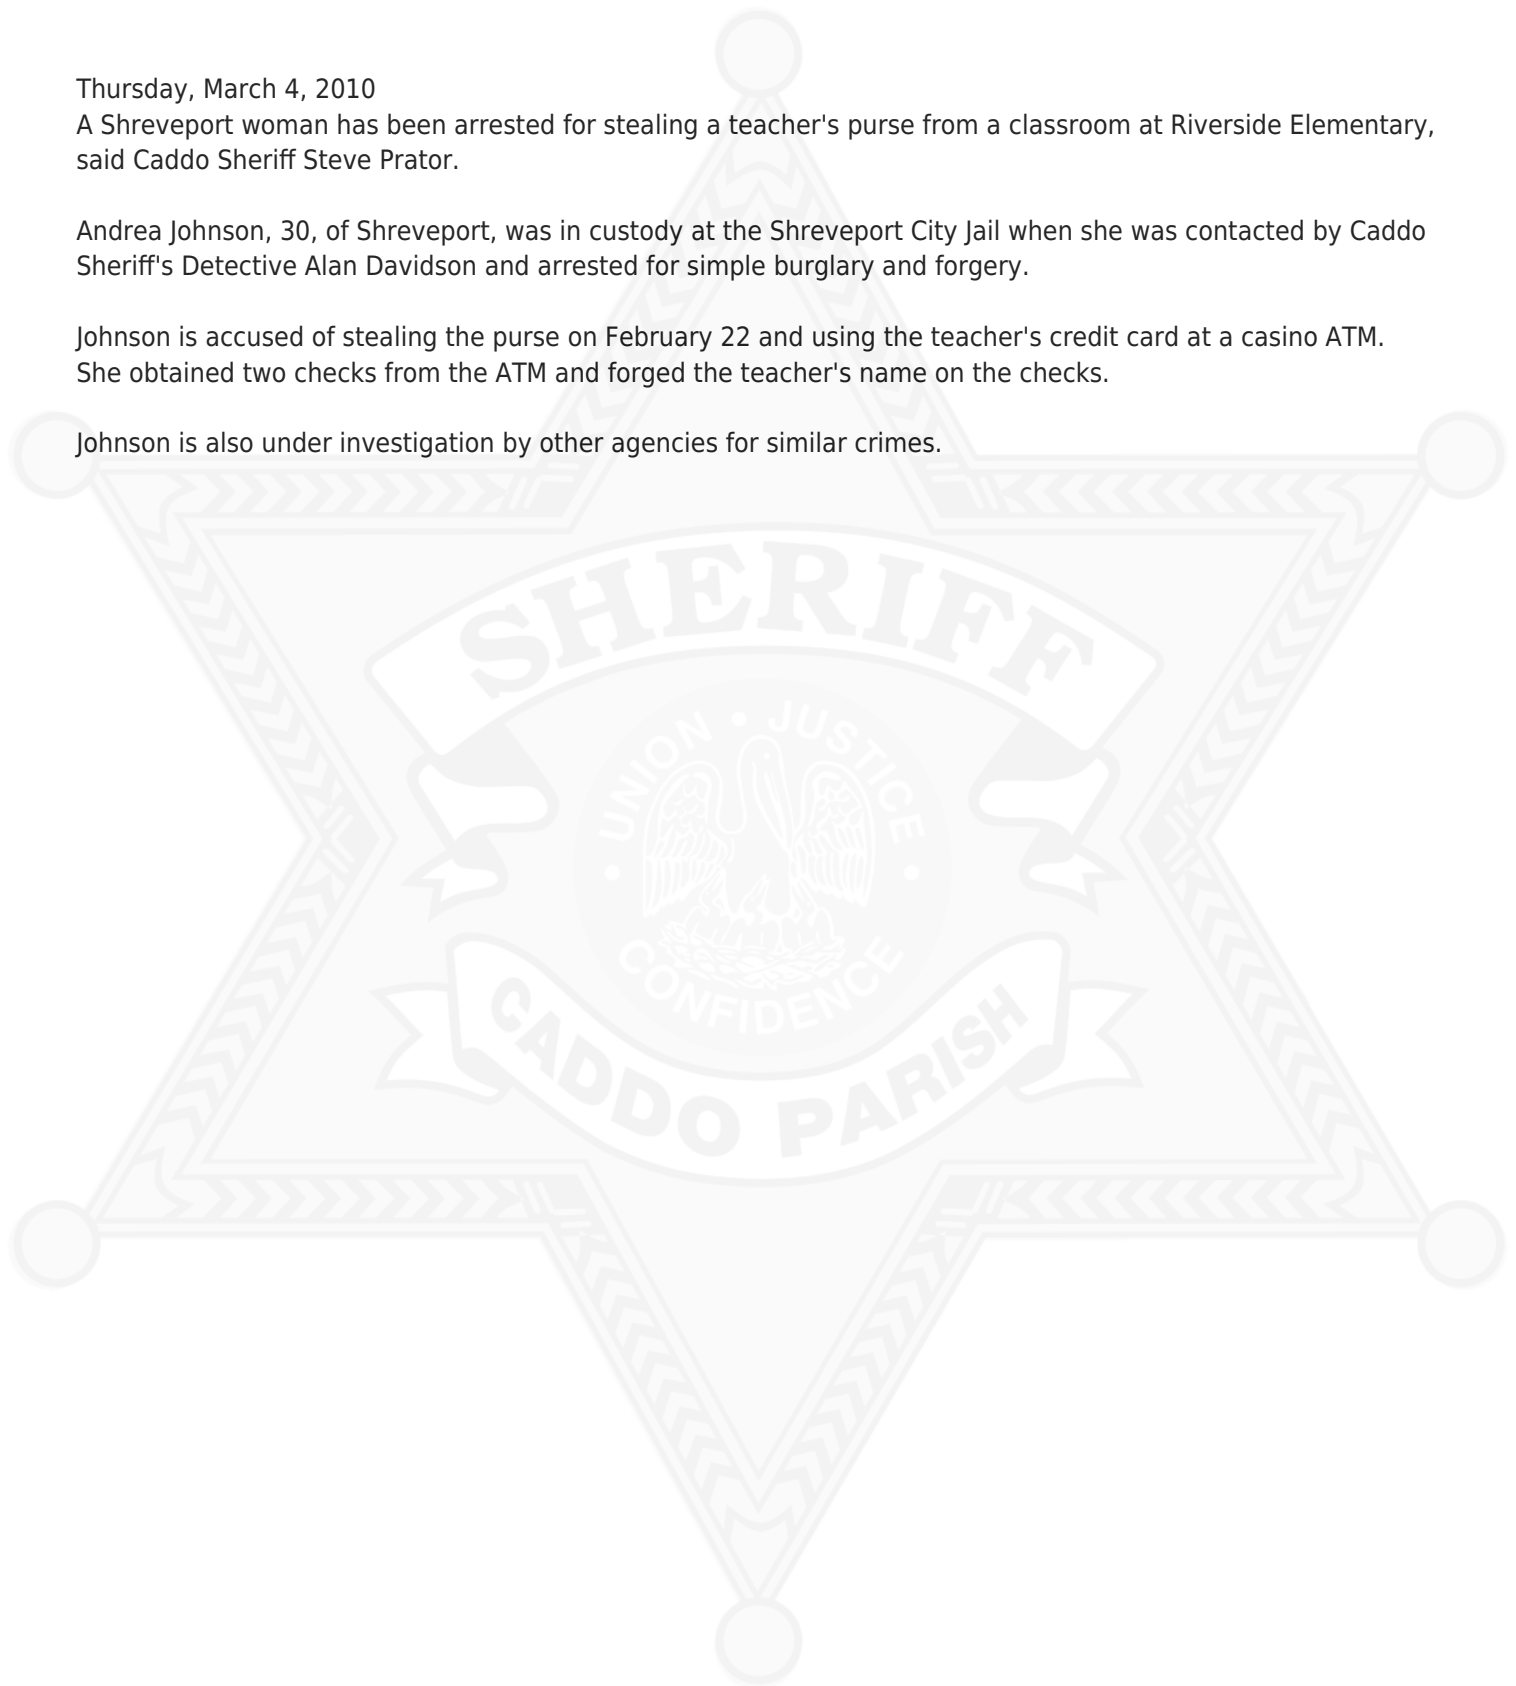 Thursday, March 4, 2010
A Shreveport woman has been arrested for stealing a teacher's purse from a classroom at Riverside Elementary,
said Caddo Sheriff Steve Prator.
Andrea Johnson, 30, of Shreveport, was in custody at the Shreveport City Jail when she was contacted by Caddo
Sheriff's Detective Alan Davidson and arrested for simple burglary and forgery.
Johnson is accused of stealing the purse on February 22 and using the teacher's credit card at a casino ATM.
She obtained two checks from the ATM and forged the teacher's name on the checks.
Johnson is also under investigation by other agencies for similar crimes.
SHERIFF
UNION • JUSTICE
• CONFIDENCE •
CADDO PARISH